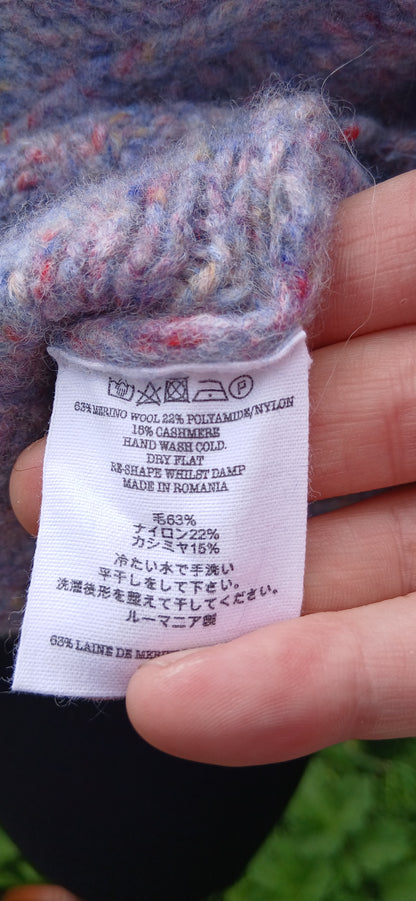 63% MERINO WOOL 22% POLYAMIDE/NYLON
15% CASHMERE
HAND WASH COLD.
DRY FLAT
RE-SHAPE WHILST DAMP
MADE IN ROMANIA
毛63%
ナイロン22%
カシミヤ15%
冷たい水で手洗い
平干しをして下さい。
洗濯後形を整えて干してください。
ルーマニア製
63% LAINE DE